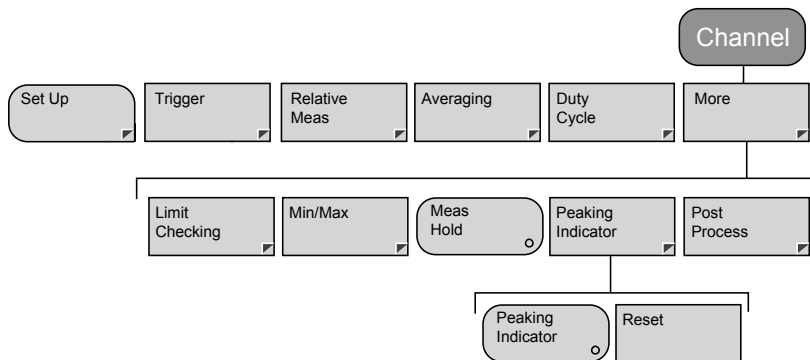 Channel
Set Up
Trigger
Relative
Meas
Averaging
Duty
Cycle
More
Limit
Checking
Min/Max
Meas
Hold
Peaking
Indicator
Post
Process
Peaking
Indicator
Reset